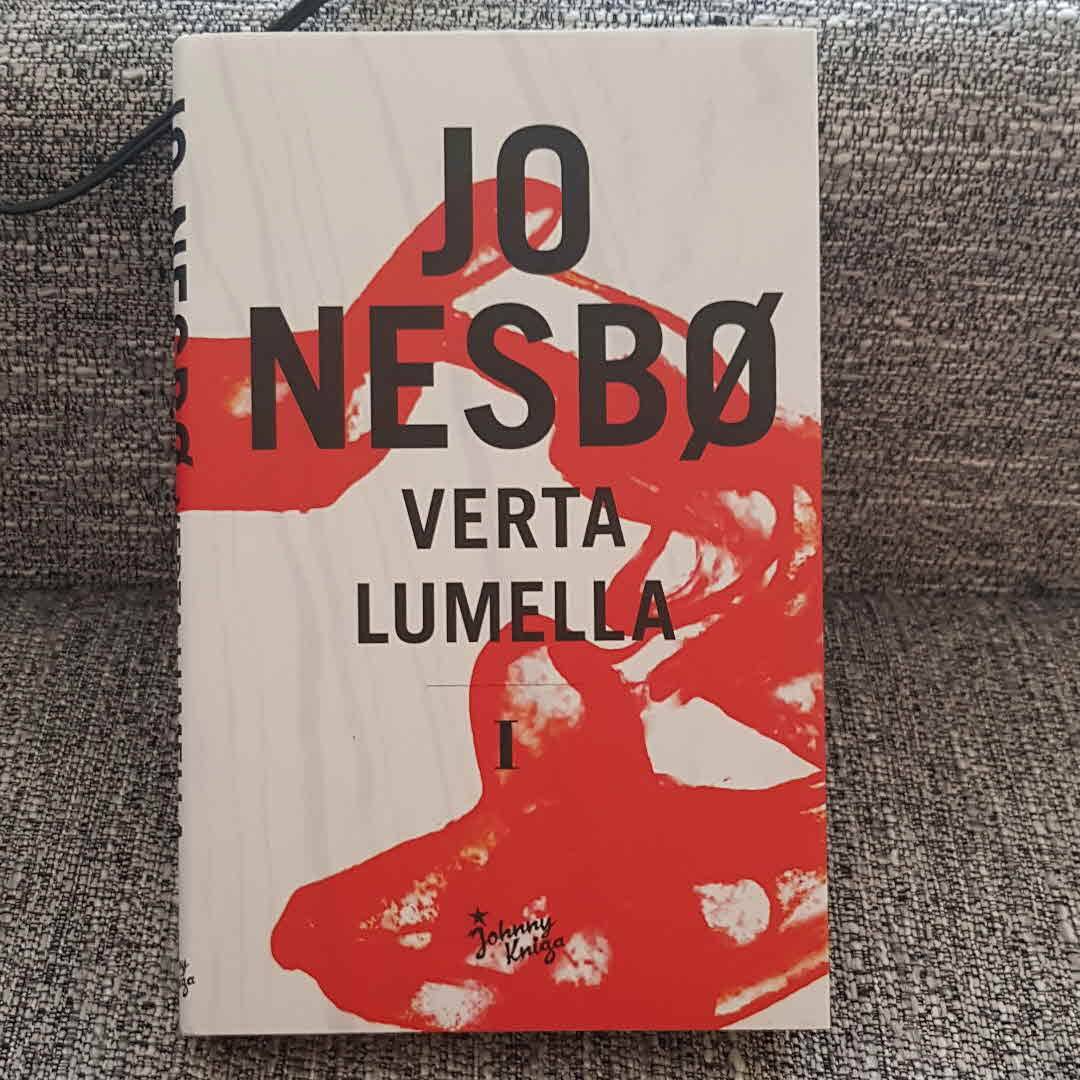 JO
NESBØ
VERTA
LUMELLA
I
Johnny
Kniga